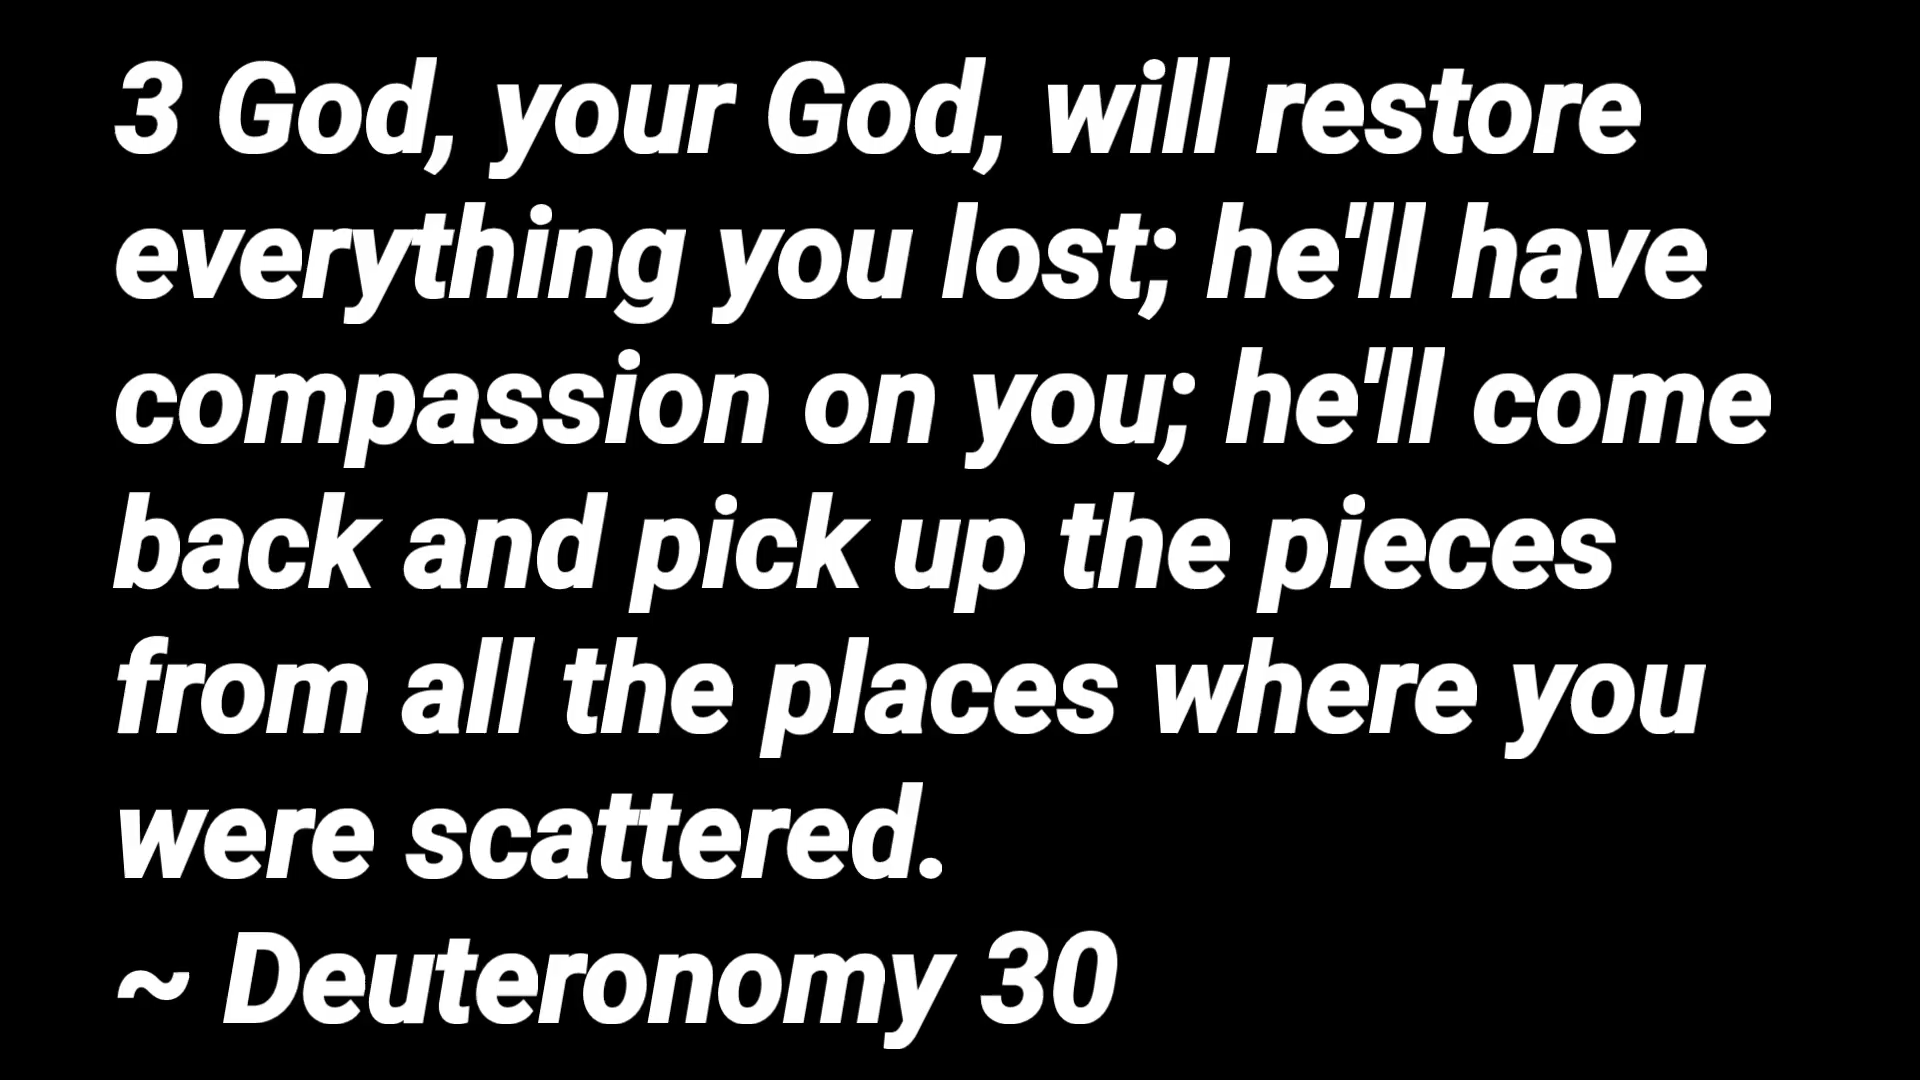 3 God, your God, will restore
everything you lost; he'll have
compassion on you; he'll come
back and pick up the pieces
from all the places where you
were scattered.
~ Deuteronomy 30